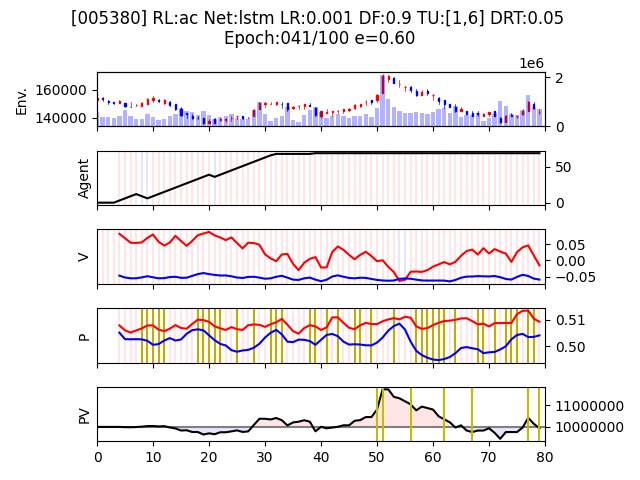 [005380] RL:ac Net:lstm LR:0.001 DF:0.9 TU:[1,6] DRT:0.05
Epoch:041/100 e=0.60
1e6
Env.
160000
140000
2
0
Agent
50
0
V
0.05
0.00
−0.05
P
0.51
0.50
PV
11000000
10000000
0 10 20 30 40 50 60 70 80